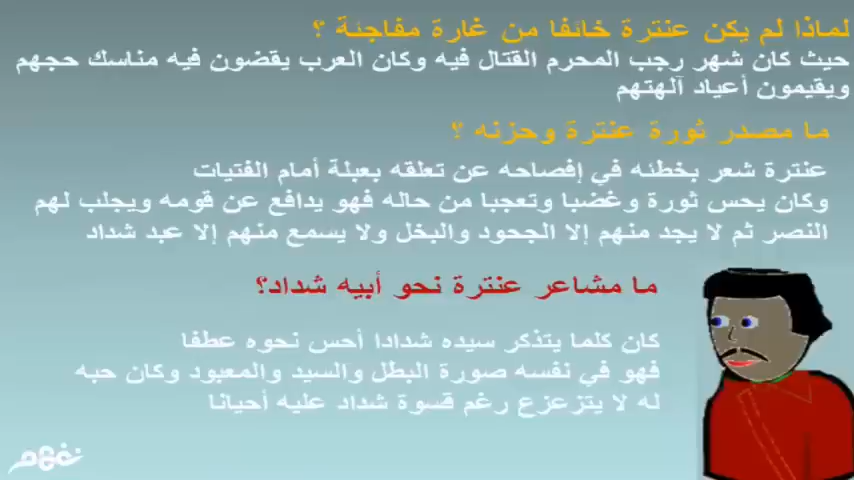 لماذا لم يكن عنترة خائفا من غارة مفاجئة ؟
حيث كان شهر رجب المحرم القتال فيه وكان العرب يقضون فيه مناسك حجهم
ويقيمون أعياد آلهتهم
ما مصدر ثورة عنترة وحزنه ؟
عنترة شعر بخطئه في إفصاحه عن تعلقه بعبلة أمام الفتيات
وكان يحس ثورة وغضبا وتعجبا من حاله فهو يدافع عن قومه ويجلب لهم
النصر ثم لا يجد منهم إلا الجحود والبخل ولا يسمع منهم إلا عبد شداد
ما مشاعر عنترة نحو أبيه شداد؟
كان كلما يتذكر سيده شدادا أحس نحوه عطفا
فهو في نفسه صورة البطل والسيد والمعبود وكان حبه
له لا يتزعزع رغم قسوة شداد عليه أحيانا
نفهم